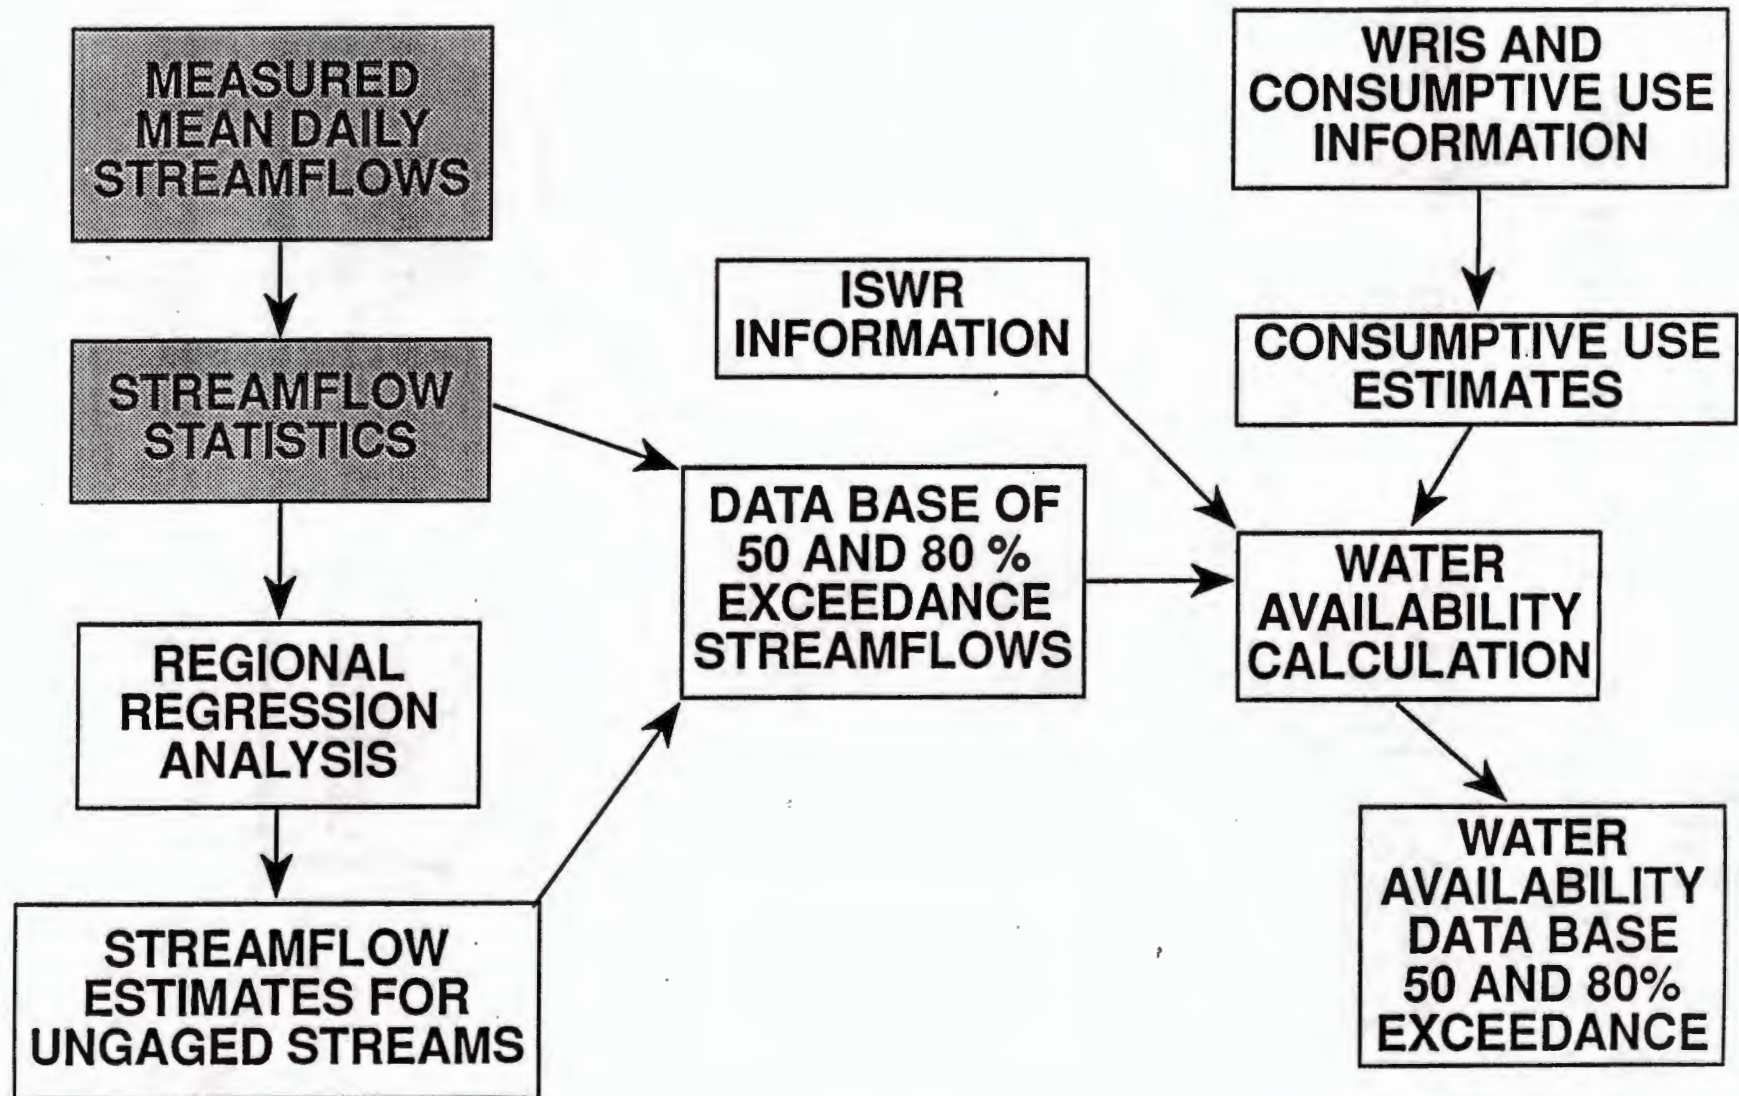 MEASURED
MEAN DAILY
STREAMFLOWS
STREAMFLOW
STATISTICS
REGIONAL
REGRESSION
ANALYSIS
STREAMFLOW
ESTIMATES FOR
UNGAGED STREAMS
ISWR
INFORMATION
DATA BASE OF
50 AND 80 %
EXCEEDANCE
STREAMFLOWS
WRIS AND
CONSUMPTIVE USE
INFORMATION
CONSUMPTIVE USE
ESTIMATES
WATER
AVAILABILITY
CALCULATION
WATER
AVAILABILITY
DATA BASE
50 AND 80%
EXCEEDANCE